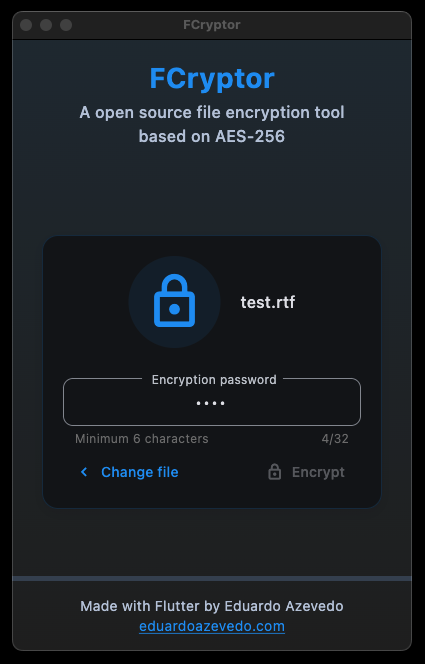 FCryptor
FCryptor
A open source file encryption tool
based on AES-256
test.rtf
Encryption password
••••
Minimum 6 characters 4/32
Change file Encrypt
Made with Flutter by Eduardo Azevedo
eduardoazevedo.com